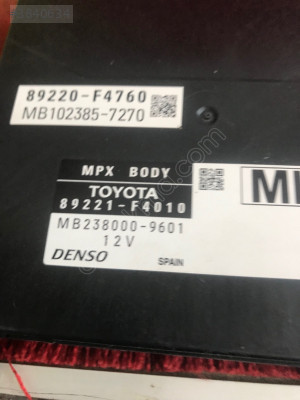 89220-F4760
MB102385-7270
MPX BODY
TOYOTA
89221-F4010
MB238000-9601
12V
DENSO
SPAIN